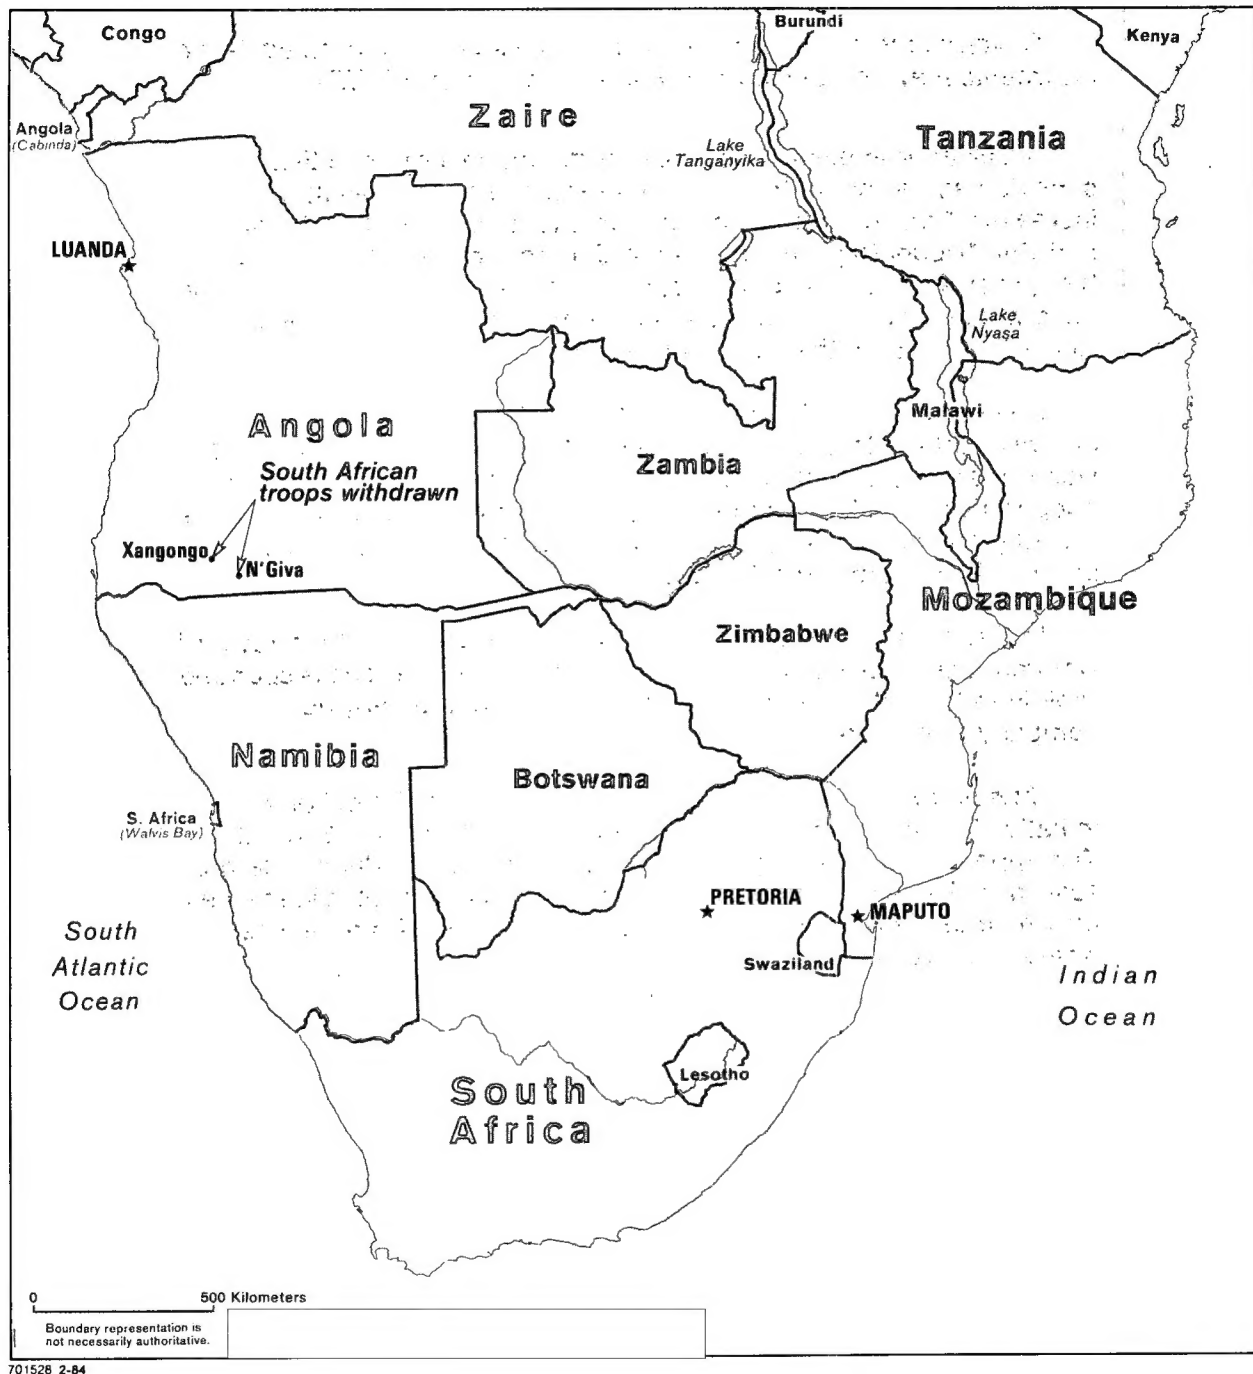 Congo
Burundi
Kenya
Zaire
Angola
(Cabinda)
Tanzania
Lake
Tanganyika
LUANDA
Lake
Nyasa
Malawi
Angola
South African
troops withdrawn
Zambia
Xangongo
N'Giva
Mozambique
Zimbabwe
Namibia
Botswana
S. Africa
(Walvis Bay)
PRETORIA
MAPUTO
South
Atlantic
Ocean
Swaziland
Indian
Ocean
Lesotho
South
Africa
0
500 Kilometers
Boundary representation is
not necessarily authoritative.
701528 2-84